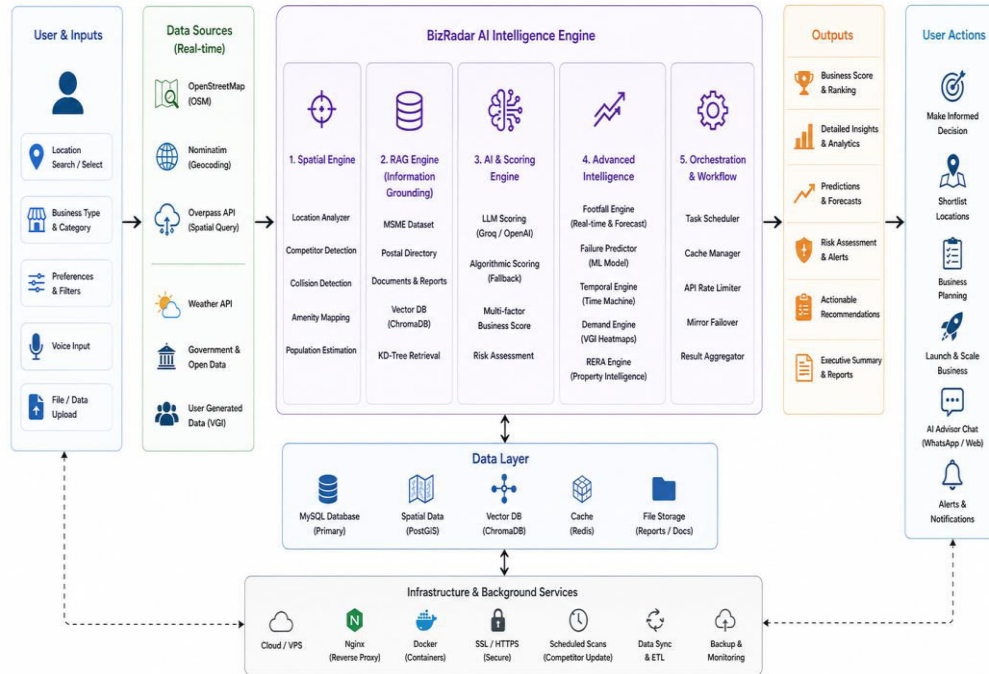 User & Inputs
Location
Search / Select
Business Type
& Category
Preferences
& Filters
Voice Input
File / Data
Upload
Data Sources
(Real-time)
OpenStreetMap
(OSM)
Nominatim
(Geocoding)
Overpass API
(Spatial Query)
Weather API
Government &
Open Data
User Generated
Data (VGI)
BizRadar AI Intelligence Engine
1. Spatial Engine
Location Analyzer
Competitor Detection
Collision Detection
Amenity Mapping
Population Estimation
2. RAG Engine
(Information
Grounding)
MSME Dataset
Postal Directory
Documents & Reports
Vector DB
(ChromaDB)
KD-Tree Retrieval
3. AI & Scoring
Engine
LLM Scoring
(Groq / OpenAI)
Algorithmic Scoring
(Fallback)
Multi-factor
Business Score
Risk Assessment
4. Advanced
Intelligence
Footfall Engine
(Real-time & Forecast)
Failure Predictor
(ML Model)
Temporal Engine
(Time Machine)
Demand Engine
(VGI Heatmaps)
RERA Engine
(Property Intelligence)
5. Orchestration
& Workflow
Task Scheduler
Cache Manager
API Rate Limiter
Mirror Failover
Result Aggregator
Outputs
Business Score
& Ranking
Detailed Insights
& Analytics
Predictions
& Forecasts
Risk Assessment
& Alerts
Actionable
Recommendations
Executive Summary
& Reports
User Actions
Make Informed
Decision
Shortlist
Locations
Business
Planning
Launch & Scale
Business
AI Advisor Chat
(WhatsApp / Web)
Alerts &
Notifications
Data Layer
MySQL Database
(Primary)
Spatial Data
(PostGIS)
Vector DB
(ChromaDB)
Cache
(Redis)
File Storage
(Reports / Docs)
Infrastructure & Background Services
Cloud / VPS
N
Nginx
(Reverse Proxy)
Docker
(Containers)
SSL / HTTPS
(Secure)
Scheduled Scans
(Competitor Update)
Data Sync
& ETL
Backup &
Monitoring